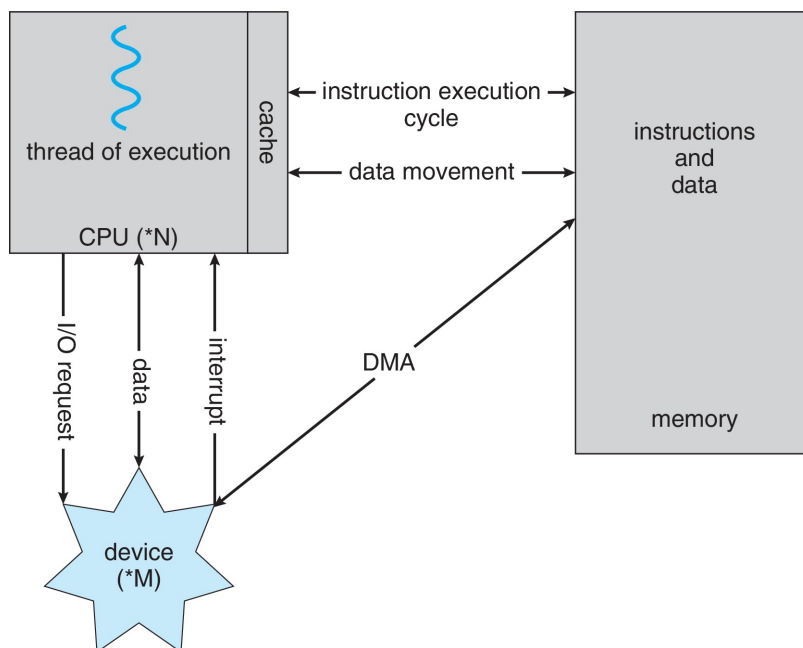 thread of execution
cache
CPU (*N)
instruction execution
cycle
data movement
instructions
and
data
memory
I/O request
data
interrupt
DMA
device
(*M)